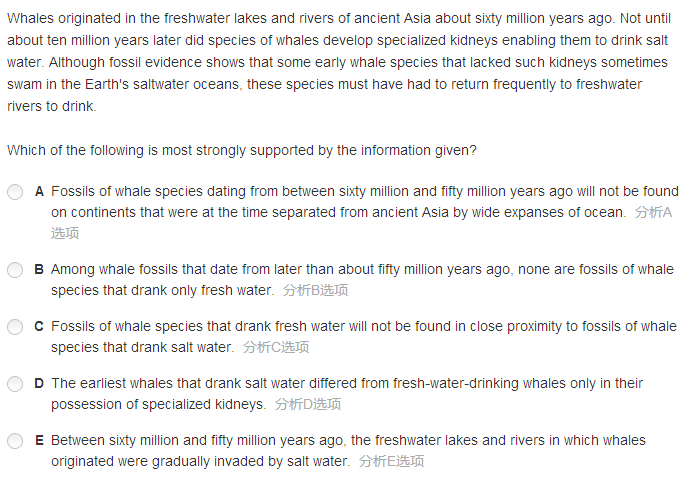 Whales originated in the freshwater lakes and rivers of ancient Asia about sixty million years ago. Not until
about ten million years later did species of whales develop specialized kidneys enabling them to drink salt
water. Although fossil evidence shows that some early whale species that lacked such kidneys sometimes
swam in the Earth's saltwater oceans, these species must have had to return frequently to freshwater
rivers to drink.
Which of the following is most strongly supported by the information given?
A Fossils of whale species dating from between sixty million and fifty million years ago will not be found
on continents that were at the time separated from ancient Asia by wide expanses of ocean. 分析A
选项
B Among whale fossils that date from later than about fifty million years ago, none are fossils of whale
species that drank only fresh water. 分析B选项
C Fossils of whale species that drank fresh water will not be found in close proximity to fossils of whale
species that drank salt water. 分析C选项
D The earliest whales that drank salt water differed from fresh-water-drinking whales only in their
possession of specialized kidneys. 分析D选项
E Between sixty million and fifty million years ago, the freshwater lakes and rivers in which whales
originated were gradually invaded by salt water. 分析E选项